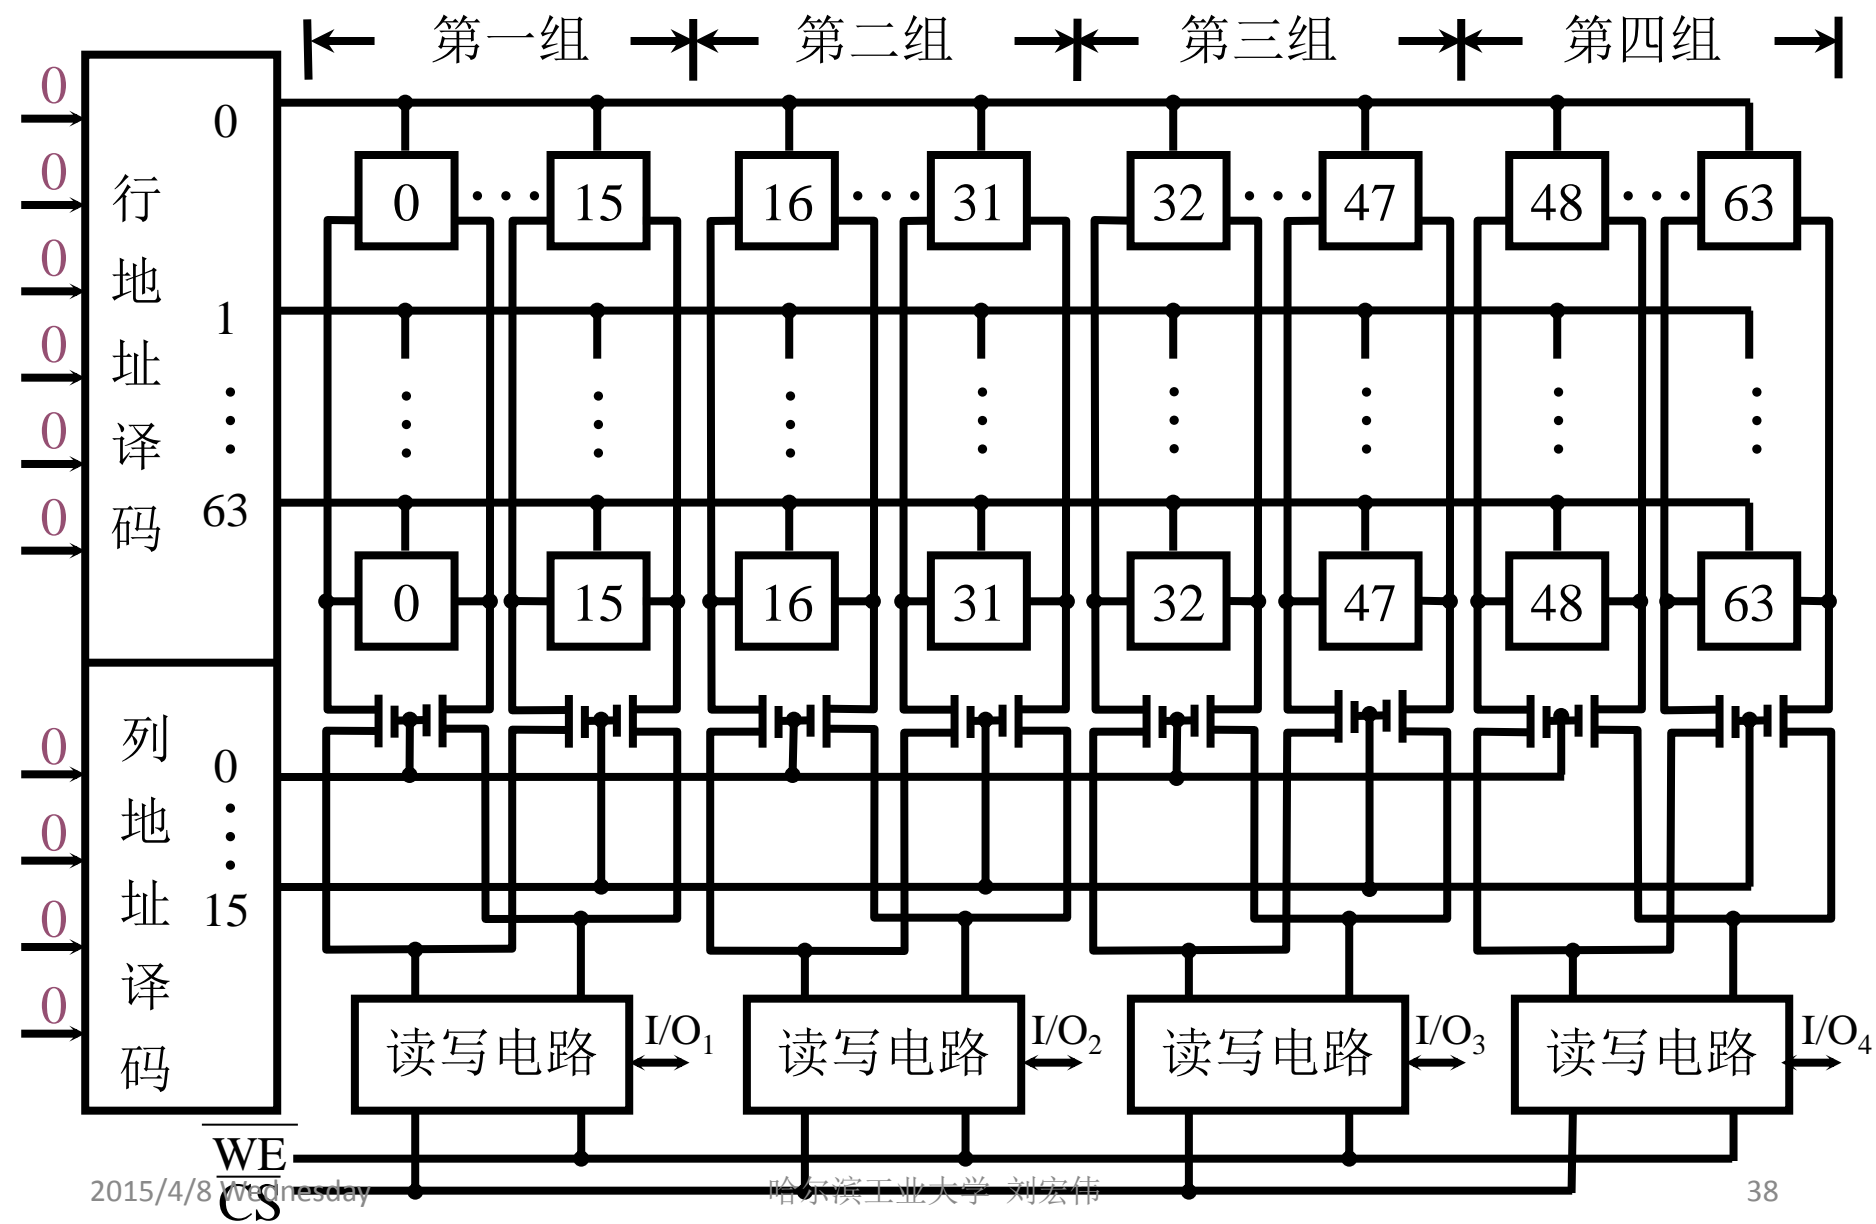 第一组 第二组 第三组 第四组
0
0
0
0
0
0
行地址译码
0
1
⋮
63
0 ··· 15 16 ··· 31 32 ··· 47 48 ··· 63
⋮ ⋮ ⋮ ⋮ ⋮ ⋮ ⋮ ⋮
0 15 16 31 32 47 48 63
0
0
0
0
列地址译码
0
⋮
15
读写电路 I/O1 读写电路 I/O2 读写电路 I/O3 读写电路 I/O4
WE
CS
2015/4/8 Wednesday 哈尔滨工业大学 刘宏伟 38